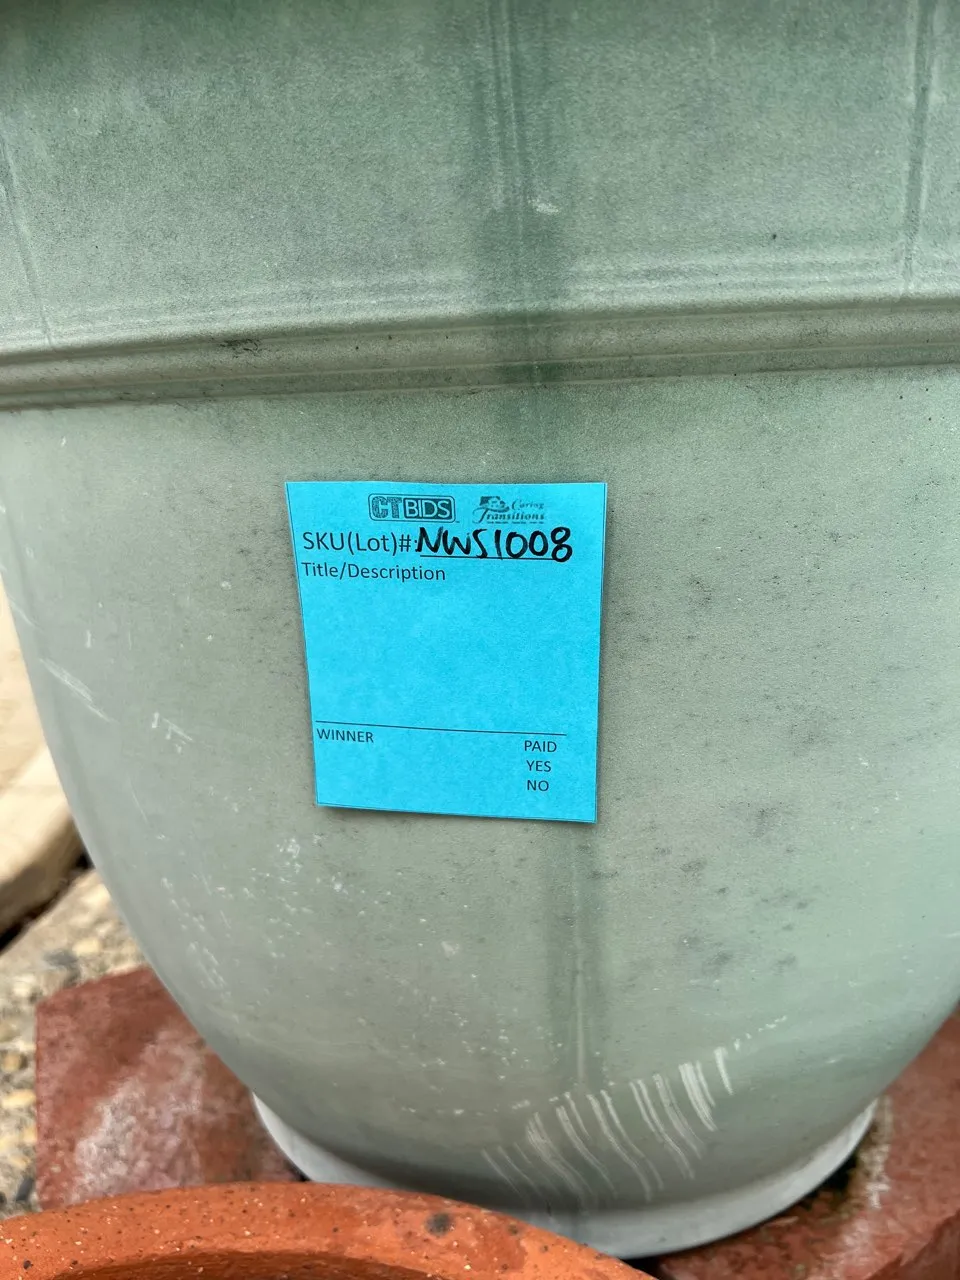 CTBIDS Caring Transitions
SKU(Lot)#:NWS1008
Title/Description
WINNER PAID
YES
NO